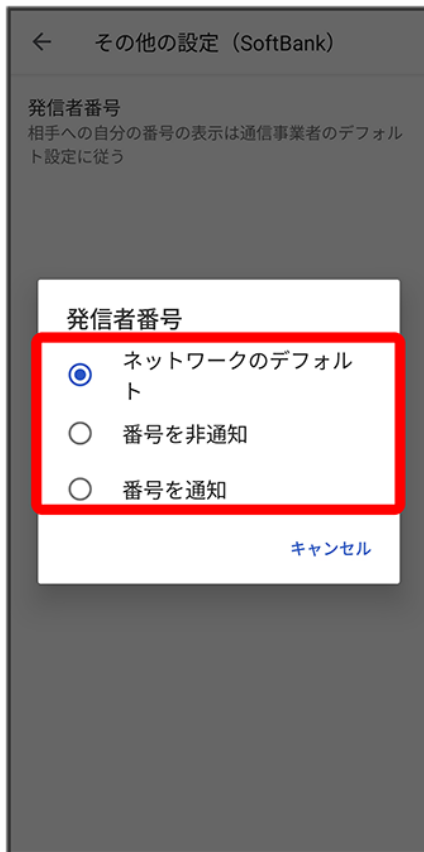 ← その他の設定（SoftBank）
発信者番号
相手への自分の番号の表示は通信事業者のデフォル
ト設定に従う
発信者番号
ネットワークのデフォル
ト
番号を非通知
番号を通知
キャンセル